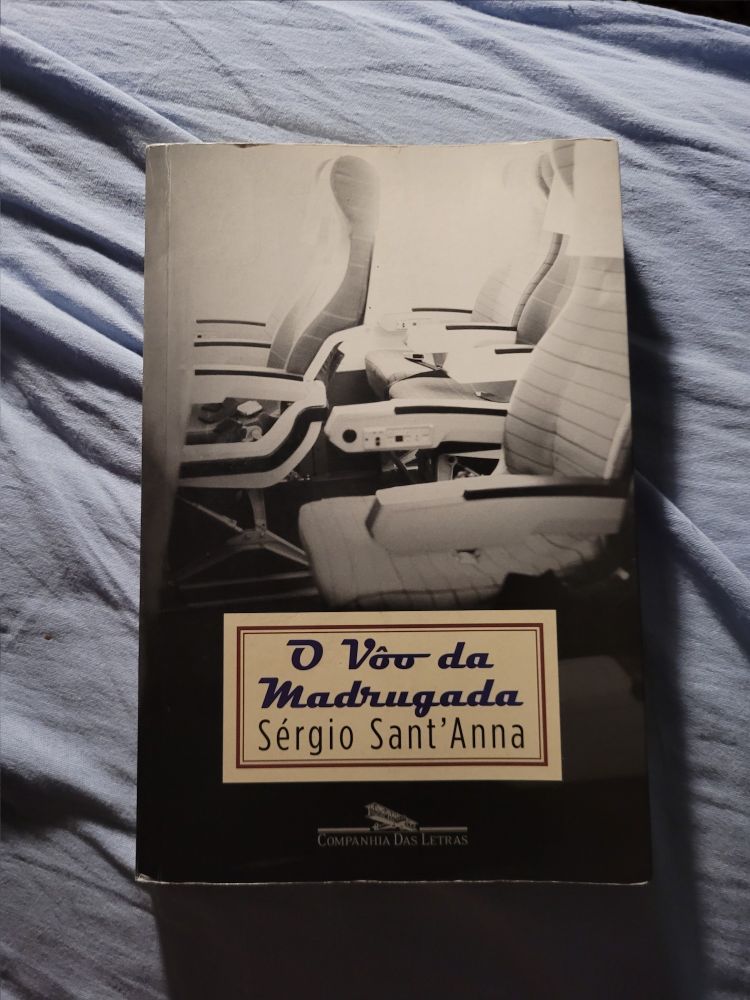 O Vôo da
Madrugada
Sérgio Sant'Anna
COMPANHIA DAS LETRAS